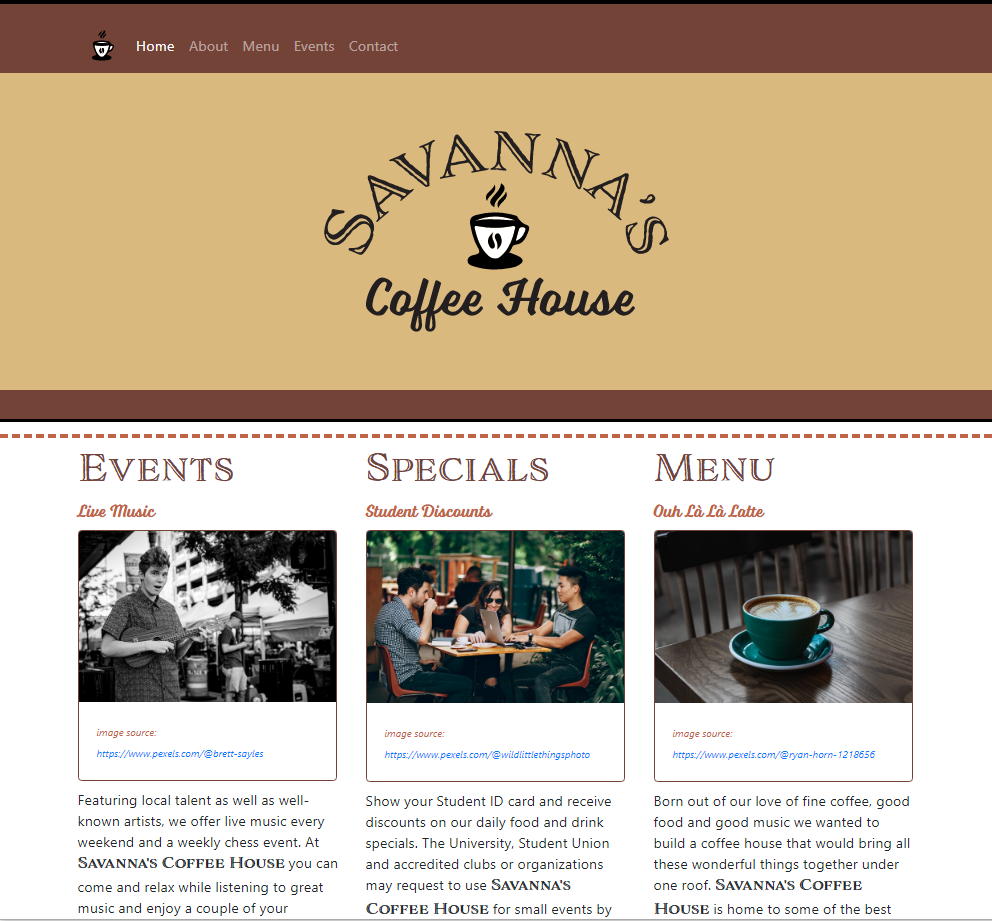 Home About Menu Events Contact
SAVANNA'S
Coffee House
EVENTS
Live Music
image source:
https://www.pexels.com/@brett-sayles
Featuring local talent as well as well-
known artists, we offer live music every
weekend and a weekly chess event. At
SAVANNA'S COFFEE HOUSE you can
come and relax while listening to great
music and enjoy a couple of your
SPECIALS
Student Discounts
image source:
https://www.pexels.com/@wildlittlethingsphoto
Show your Student ID card and receive
discounts on our daily food and drink
specials. The University, Student Union
and accredited clubs or organizations
may request to use SAVANNA'S
COFFEE HOUSE for small events by
MENU
Ouh Là Là Latte
image source:
https://www.pexels.com/@ryan-horn-1218656
Born out of our love of fine coffee, good
food and good music we wanted to
build a coffee house that would bring all
these wonderful things together under
one roof. SAVANNA'S COFFEE
HOUSE is home to some of the best